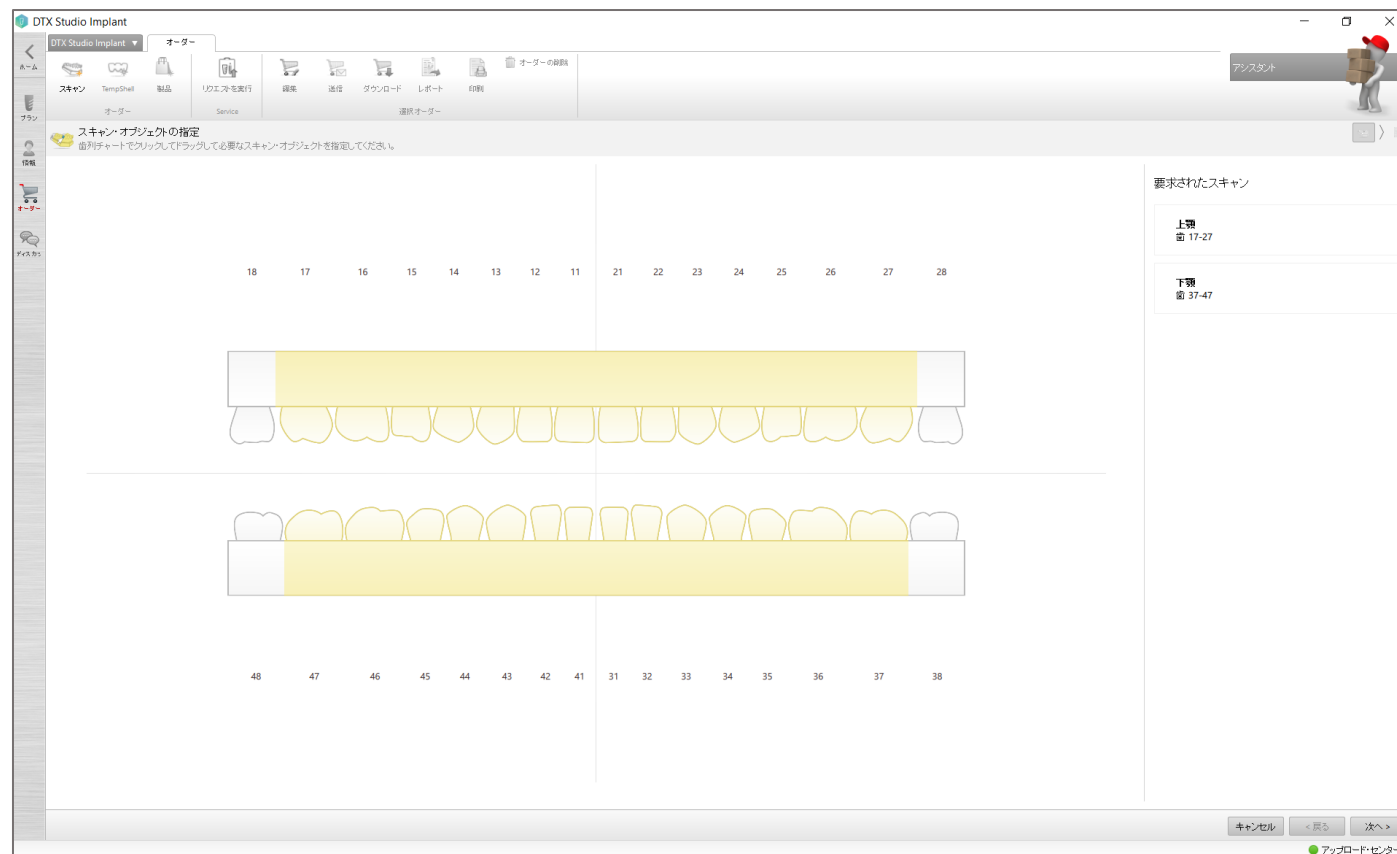 DTX Studio Implant
DTX Studio Implant ▼ オーダー
ホーム
スキャン TempShell 製品 リクエストを実行 編集 送信 ダウンロード レポート 印刷 オーダーの削除
オーダー Service 選択オーダー
アシスタント
プラン
情報
オーダー
スキャン・オブジェクトの指定
歯列チャートでクリックしてドラッグして必要なスキャン・オブジェクトを指定してください。
要求されたスキャン
上顎
歯 17-27
下顎
歯 37-47
18 17 16 15 14 13 12 11 21 22 23 24 25 26 27 28
48 47 46 45 44 43 42 41 31 32 33 34 35 36 37 38
キャンセル < 戻る 次へ >
アップロード・センター